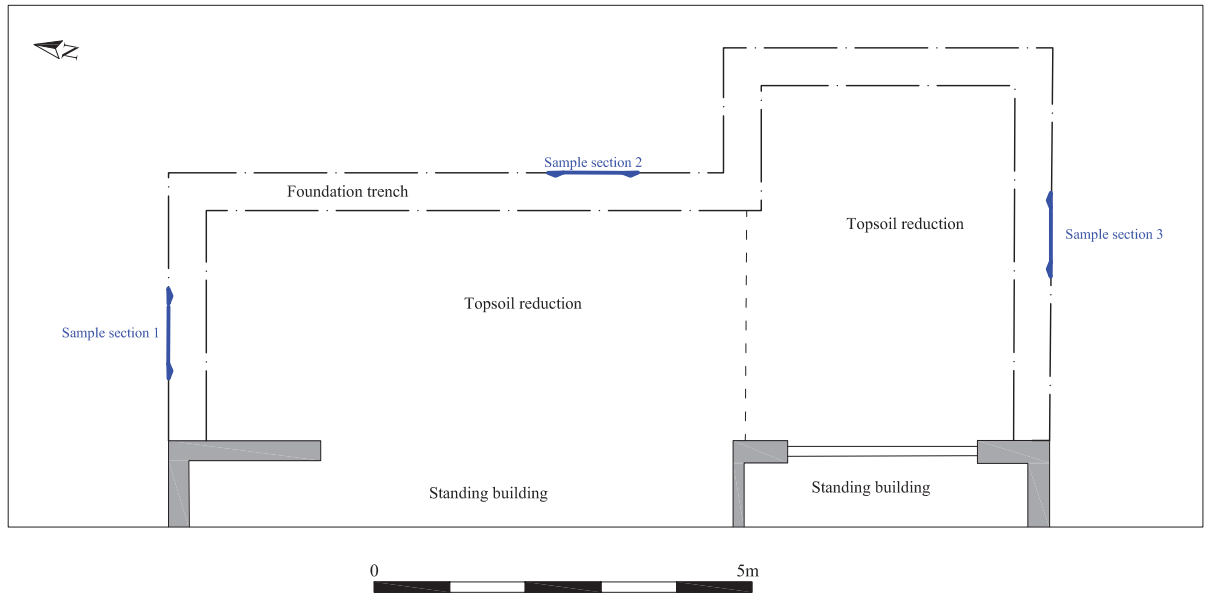 N
Sample section 2
Foundation trench
Topsoil reduction
Sample section 3
Topsoil reduction
Sample section 1
Standing building
Standing building
0
5m